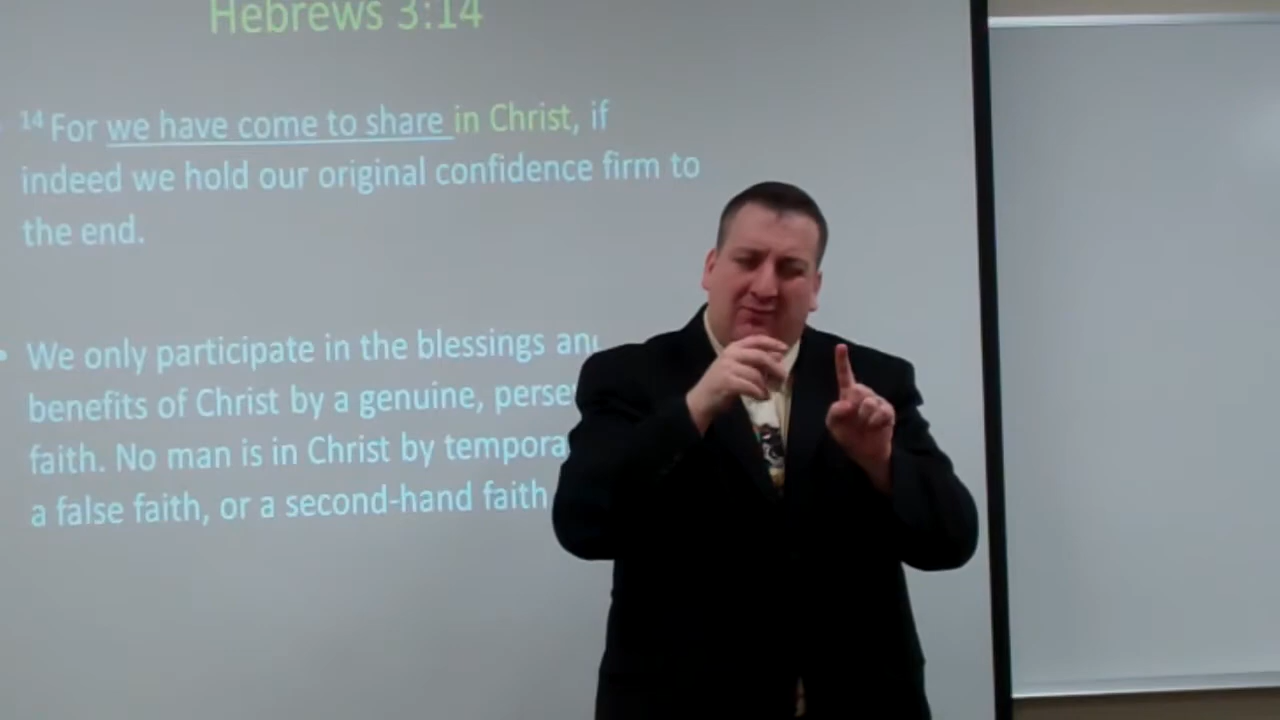 Hebrews 3:14
14 For we have come to share in Christ, if
indeed we hold our original confidence firm to
the end.
• We only participate in the blessings and
benefits of Christ by a genuine, perse
faith. No man is in Christ by tempora
a false faith, or a second-hand faith